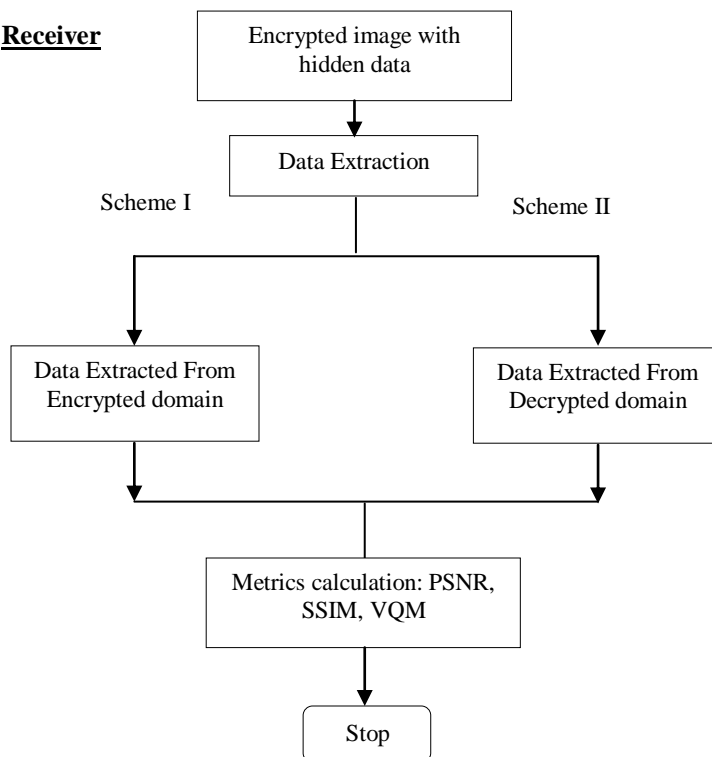 Receiver
Encrypted image with
hidden data
Data Extraction
Scheme I
Scheme II
Data Extracted From
Encrypted domain
Data Extracted From
Decrypted domain
Metrics calculation: PSNR,
SSIM, VQM
Stop